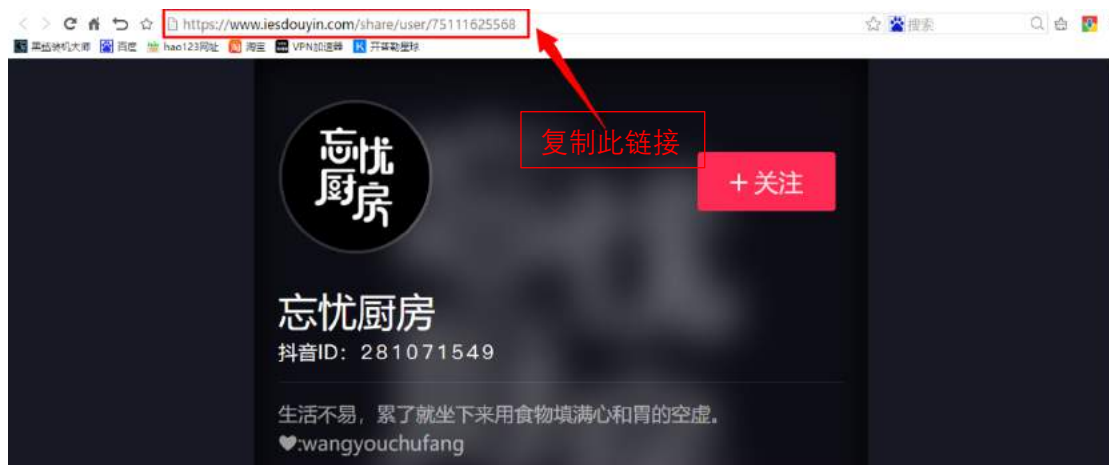 https://www.iesdouyin.com/share/user/75111625568
搜索
百度
hao123网址
淘宝
VPN加速器
K 开普勒星球
复制此链接
忘忧
厨房
+关注
忘忧厨房
抖音ID: 281071549
生活不易，累了就坐下来用食物填满心和胃的空虚。
♥:wangyouchufang